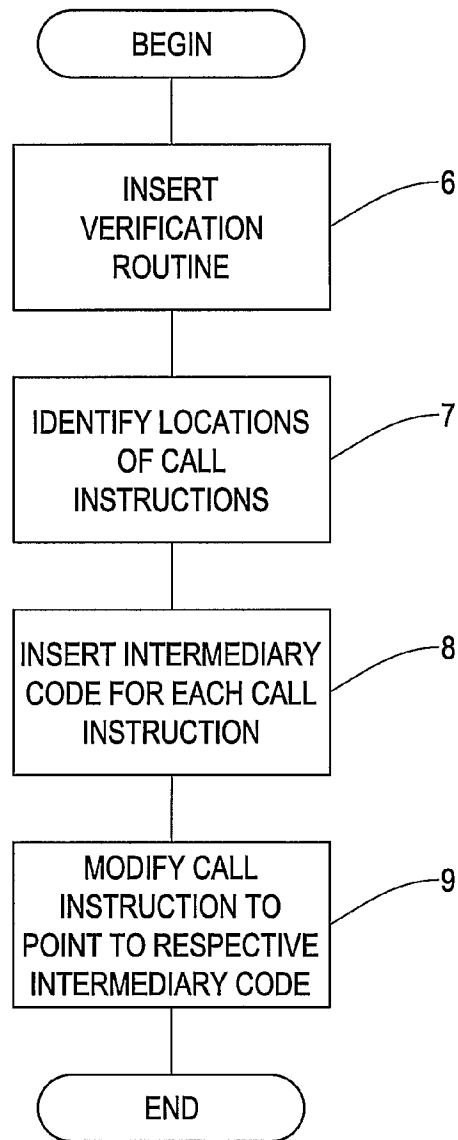 BEGIN
INSERT
VERIFICATION
ROUTINE
6
IDENTIFY LOCATIONS
OF CALL
INSTRUCTIONS
7
INSERT INTERMEDIARY
CODE FOR EACH CALL
INSTRUCTION
8
MODIFY CALL
INSTRUCTION TO
POINT TO RESPECTIVE
INTERMEDIARY CODE
9
END